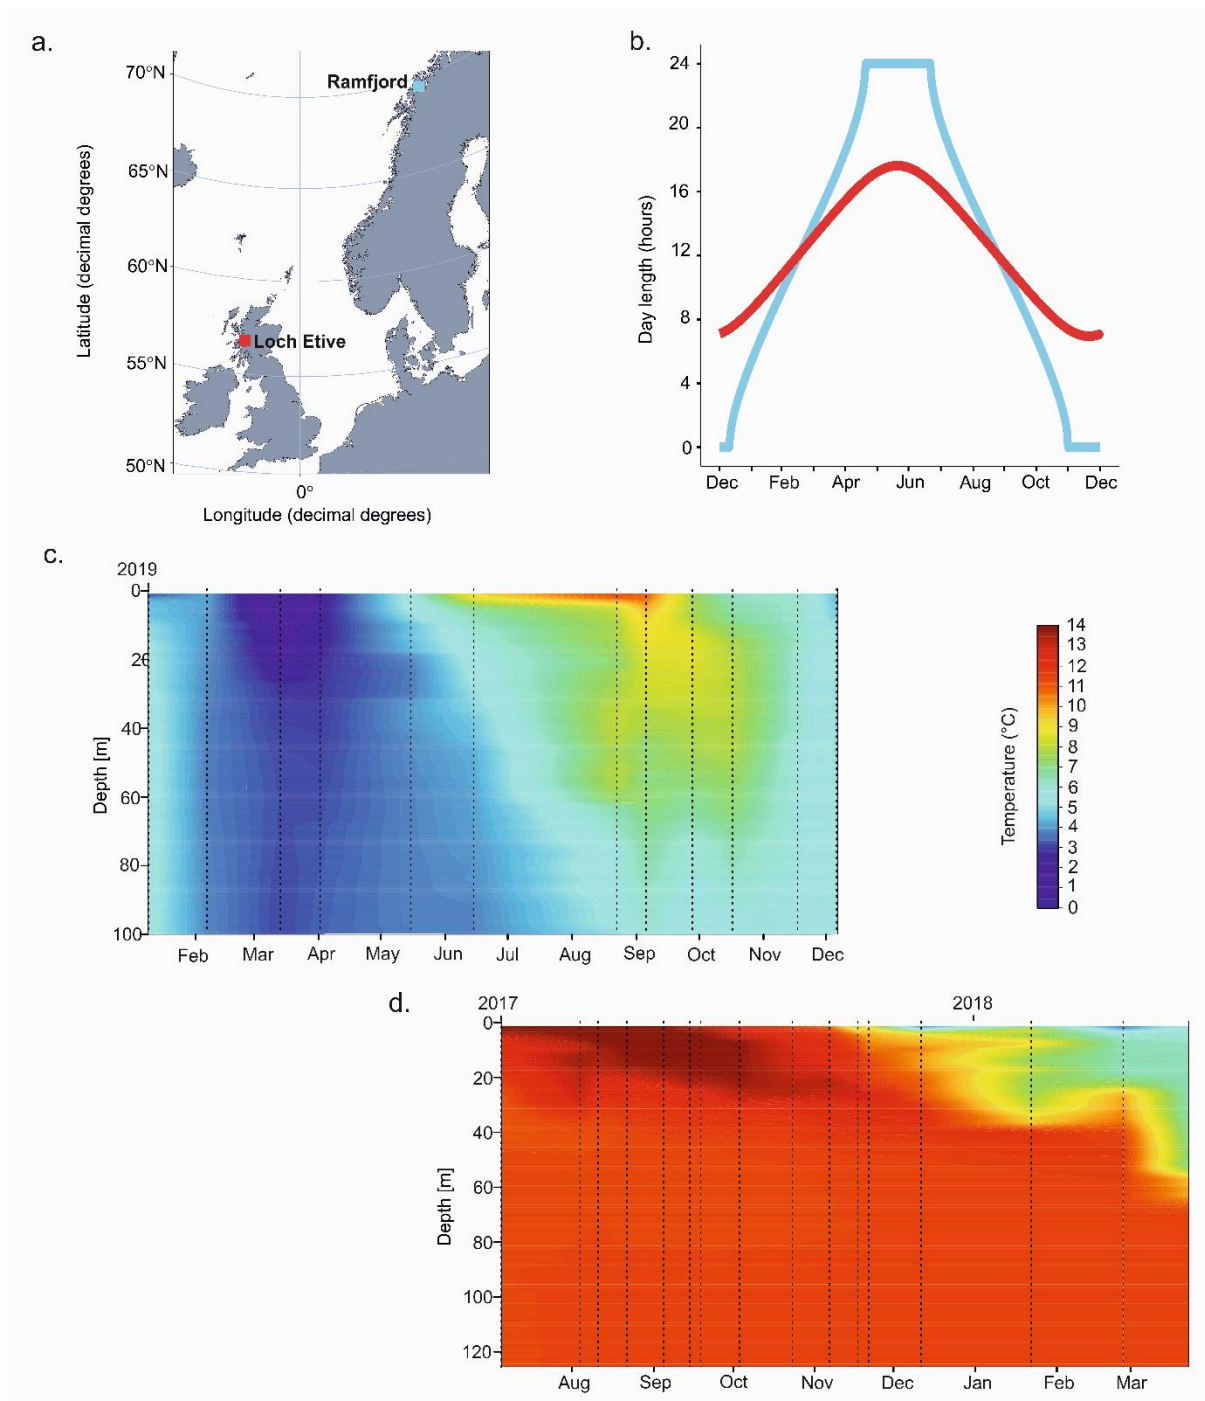 a.
70°N
65°N
60°N
55°N
50°N
Latitude (decimal degrees)
Ramfjord
Loch Etive
0°
Longitude (decimal degrees)
b.
24
20
16
12
8
4
0
Day length (hours)
Dec Feb Apr Jun Aug Oct Dec
c.
2019
0
20
40
60
80
100
Depth [m]
Feb Mar Apr May Jun Jul Aug Sep Oct Nov Dec
Temperature (°C)
14
13
12
11
10
9
8
7
6
5
4
3
2
1
0
d.
2017 2018
0
20
40
60
80
100
120
Depth [m]
Aug Sep Oct Nov Dec Jan Feb Mar